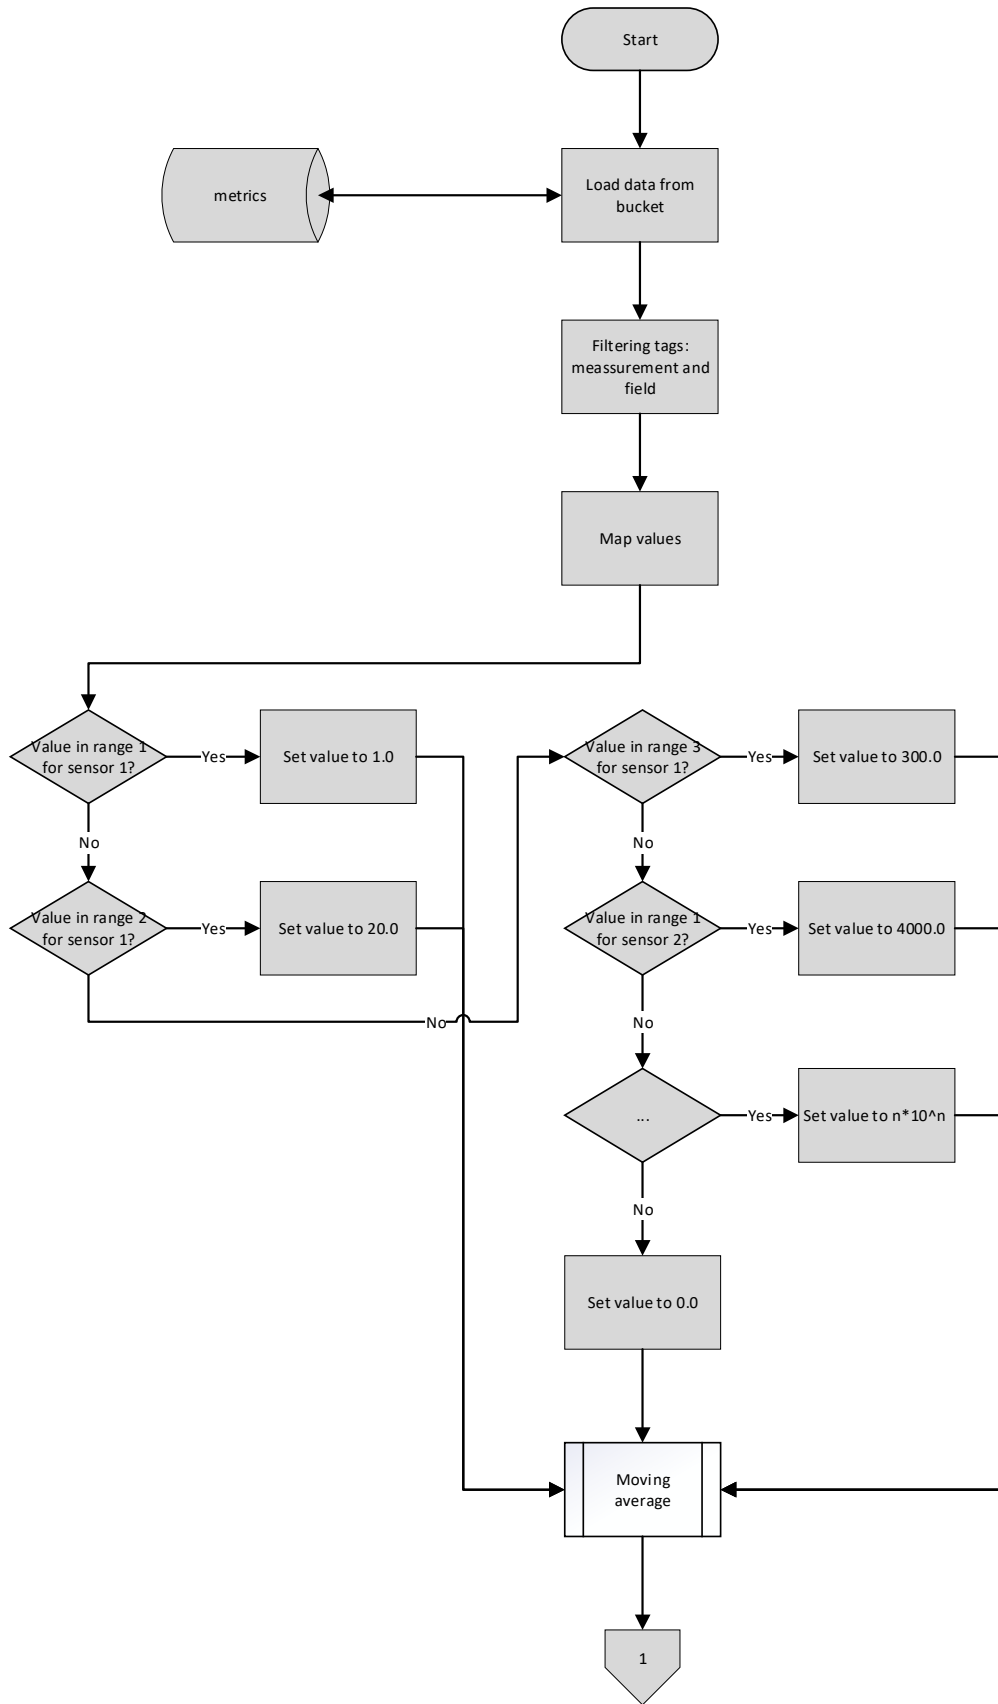 Start
metrics
Load data from
bucket
Filtering tags:
meassurement and
field
Map values
Value in range 1
for sensor 1?
Yes
Set value to 1.0
Value in range 3
for sensor 1?
Yes
Set value to 300.0
No
No
Value in range 2
for sensor 1?
Yes
Set value to 20.0
Value in range 1
for sensor 2?
Yes
Set value to 4000.0
No
No
...
Yes
Set value to n*10^n
No
Set value to 0.0
Moving
average
1